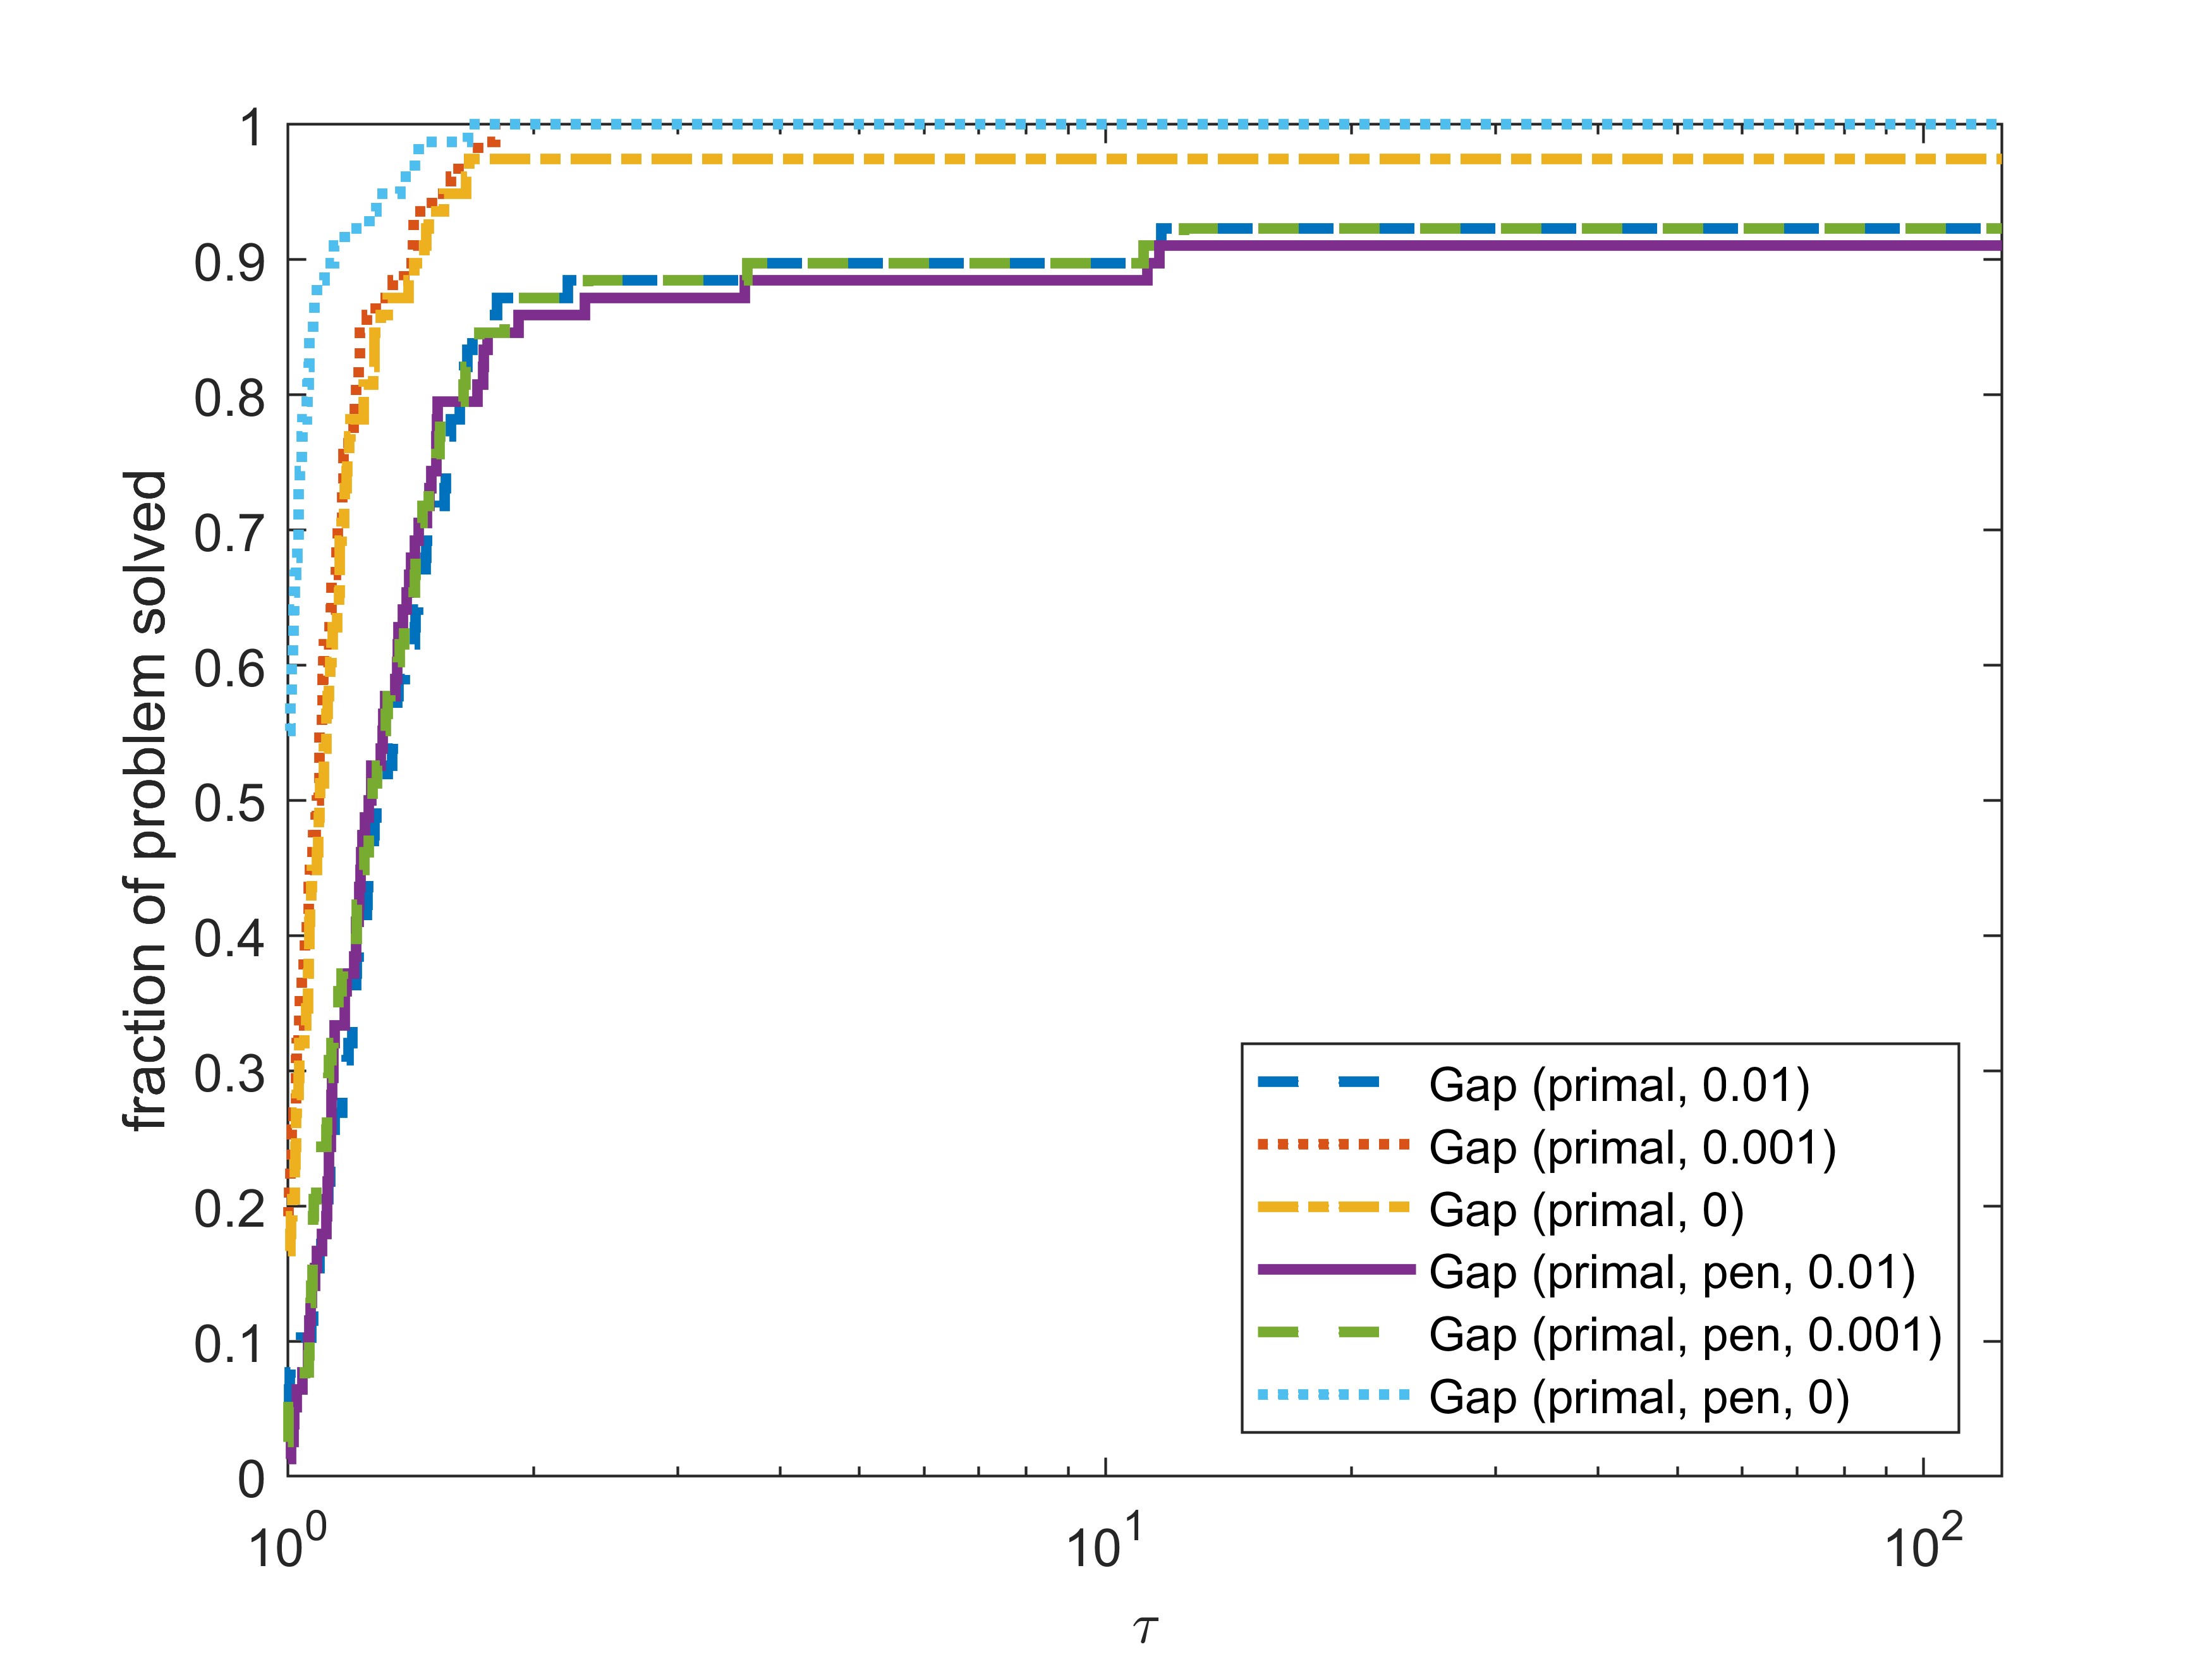 1
0.9
0.8
0.7
0.6
0.5
0.4
0.3
0.2
0.1
0
fraction of problem solved
10^0
10^1
10^2
τ
Gap (primal, 0.01)
Gap (primal, 0.001)
Gap (primal, 0)
Gap (primal, pen, 0.01)
Gap (primal, pen, 0.001)
Gap (primal, pen, 0)